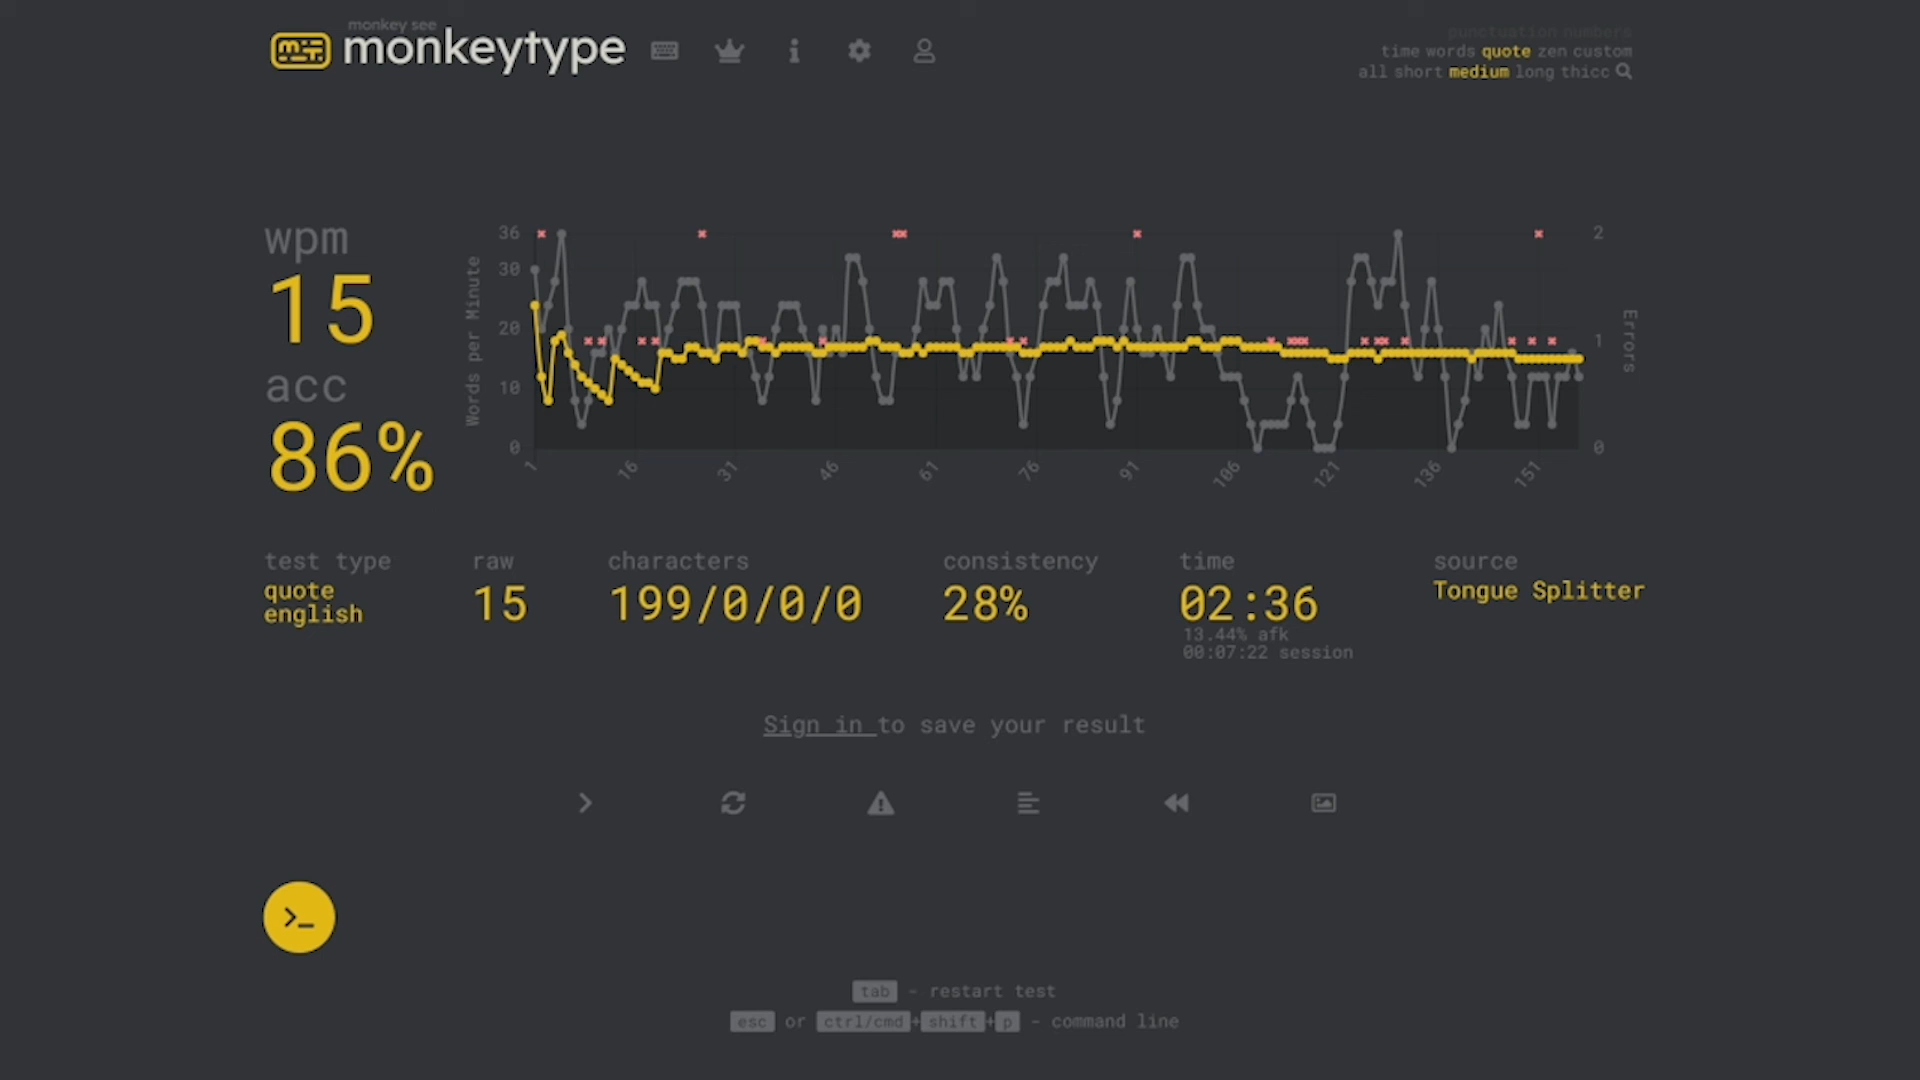 monkey see
monkeytype
punctuation numbers
time words quote zen custom
all short medium long thicc
wpm
15
acc
86%
36
30
20
10
0
Words per Minute
2
1
0
Errors
1 16 31 46 61 76 91 106 121 136 151
test type
quote
english
raw
15
characters
199/0/0/0
consistency
28%
time
02:36
13.44% afk
00:07:22 session
source
Tongue Splitter
Sign in to save your result
tab - restart test
esc or ctrl/cmd+shift+p - command line